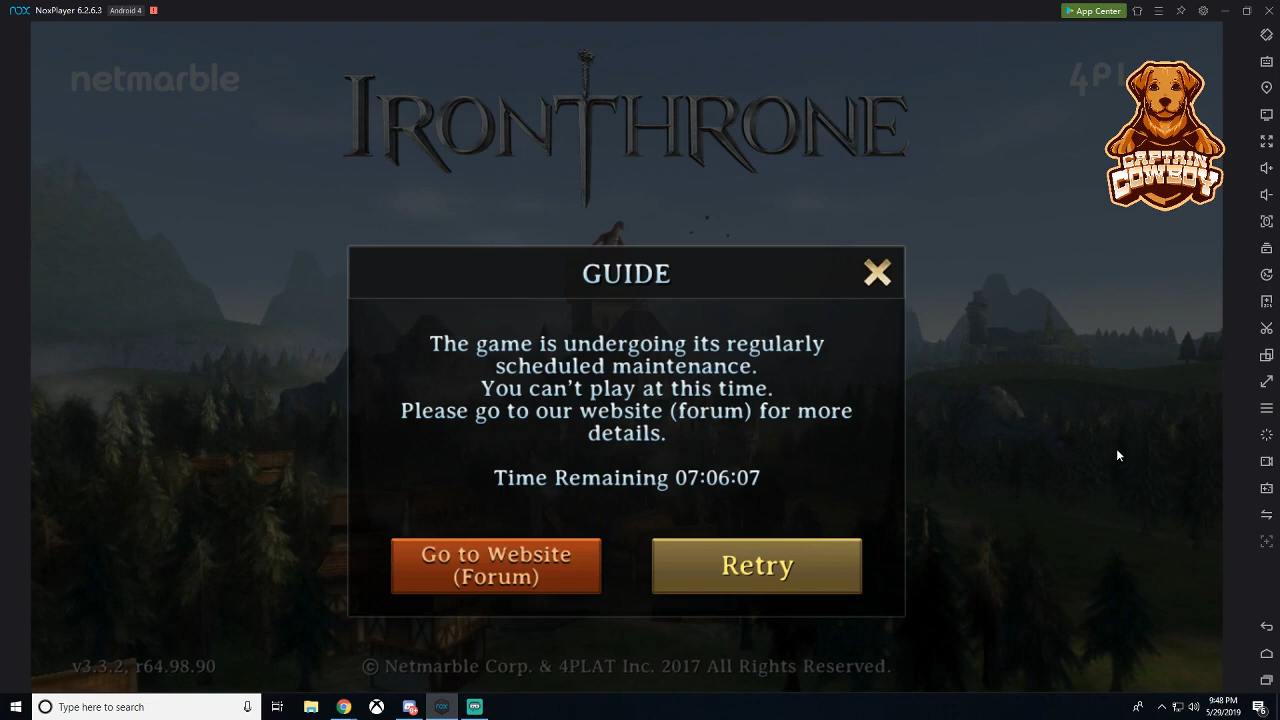 nox NoxPlayer 6.2.6.3 Android 4
App Center
netmarble
4PL
IRONTHRONE
CAPTAIN
COWBOY
GUIDE
The game is undergoing its regularly
scheduled maintenance.
You can't play at this time.
Please go to our website (forum) for more
details.
Time Remaining 07:06:07
Go to Website
(Forum)
Retry
v3.3.2, r64.98.90
© Netmarble Corp. & 4PLAT Inc. 2017 All Rights Reserved.
Type here to search
nox
9:48 PM
5/29/2019
6